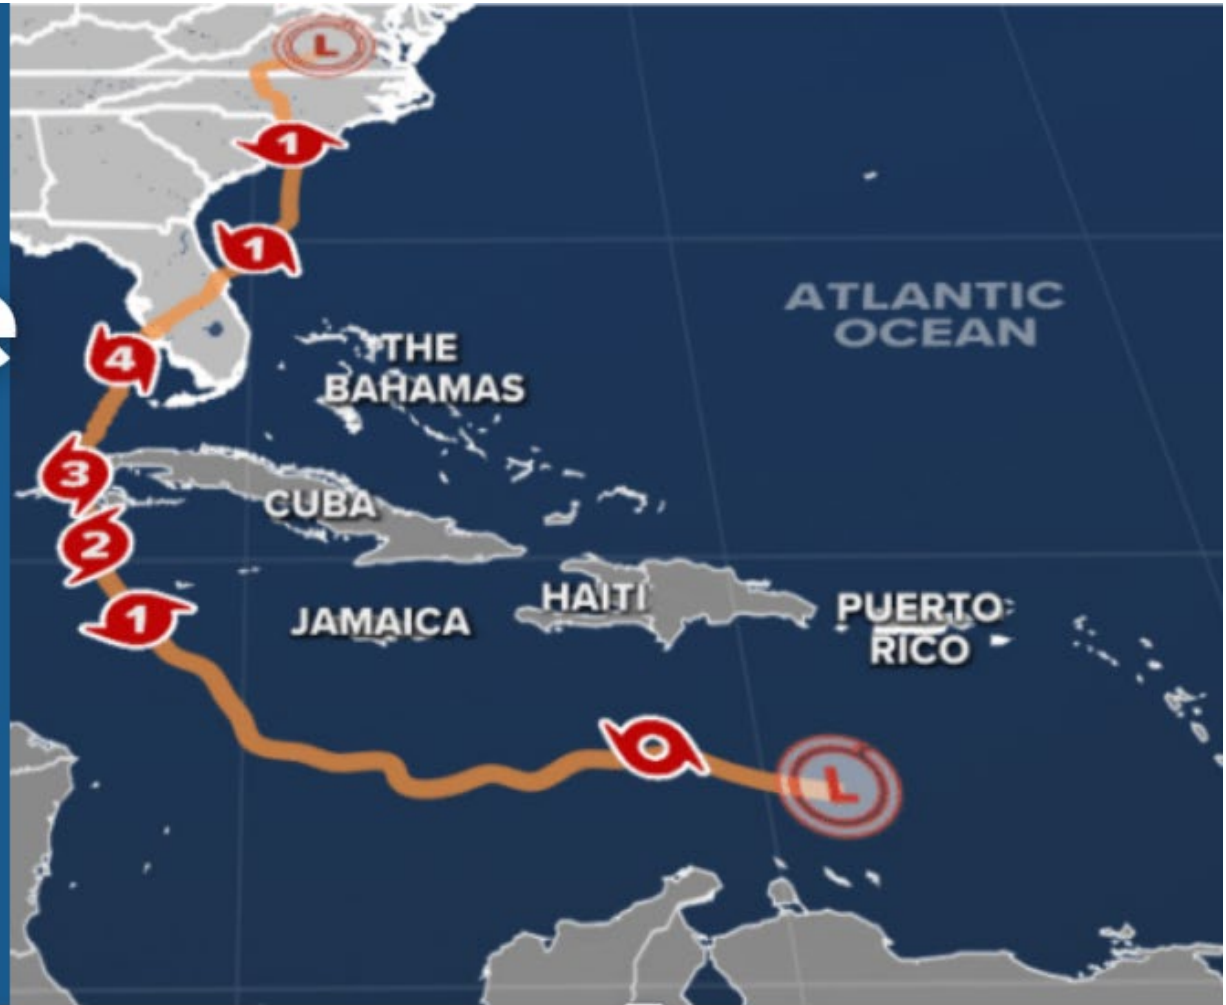 L
1
1
4
3
2
1
L
ATLANTIC
OCEAN
THE
BAHAMAS
CUBA
HAITI
JAMAICA
PUERTO
RICO
e